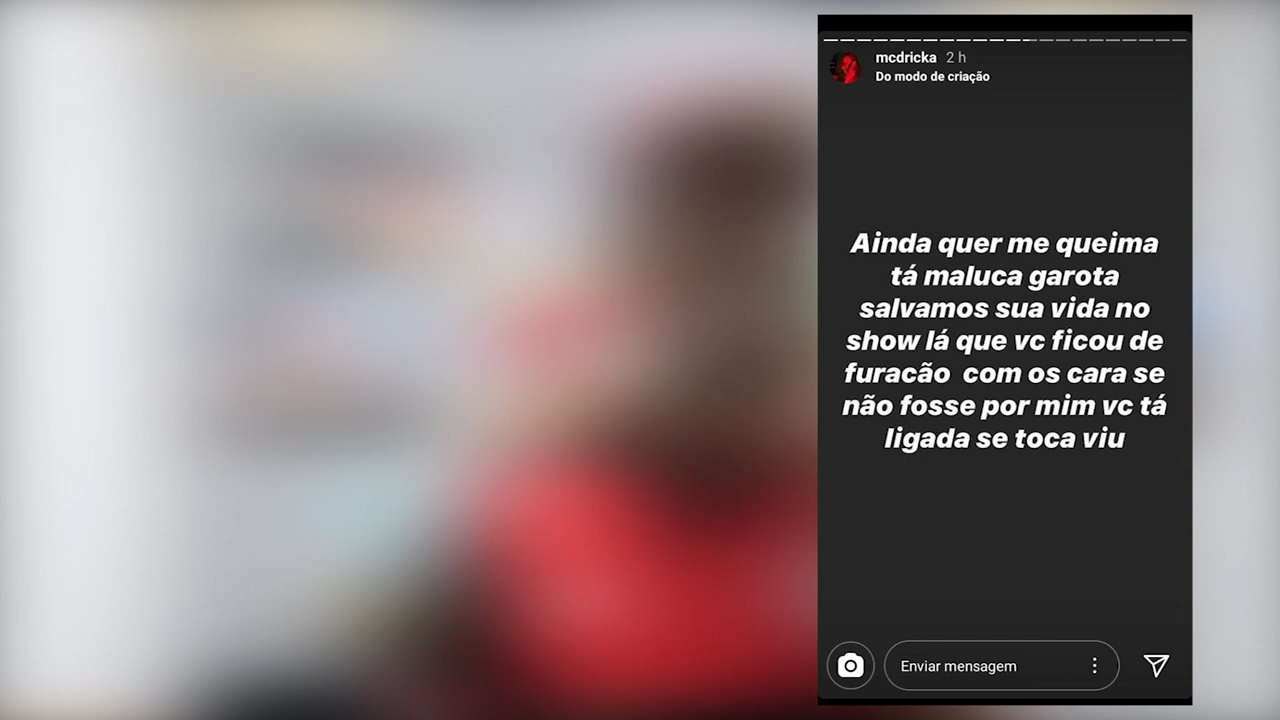 mcdricka 2 h
Do modo de criação
Ainda quer me queima
tá maluca garota
salvamos sua vida no
show lá que vc ficou de
furacão com os cara se
não fosse por mim vc tá
ligada se toca viu
Enviar mensagem